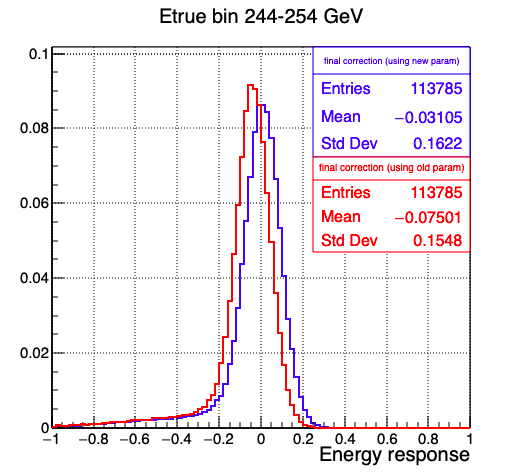 Etrue bin 244-254 GeV
0.1
0.08
0.06
0.04
0.02
0
final correction (using new param)
Entries 113785
Mean −0.03105
Std Dev 0.1622
final correction (using old param)
Entries 113785
Mean −0.07501
Std Dev 0.1548
−1 −0.8 −0.6 −0.4 −0.2 0 0.2 0.4 0.6 0.8 1
Energy response